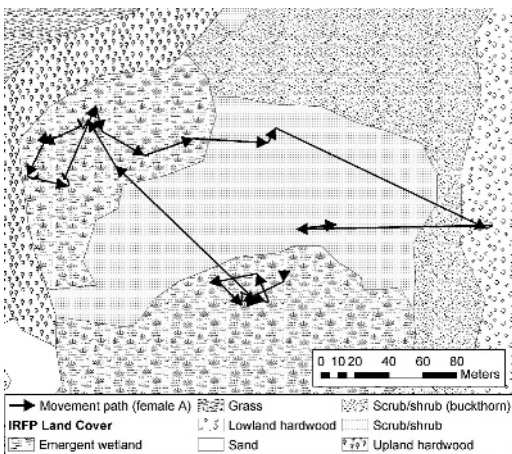 0 10 20 40 60 80
Meters
Movement path (female A) Grass Scrub/shrub (buckthorn)
IRFP Land Cover Lowland hardwood Scrub/shrub
Emergent wetland Sand Upland hardwood